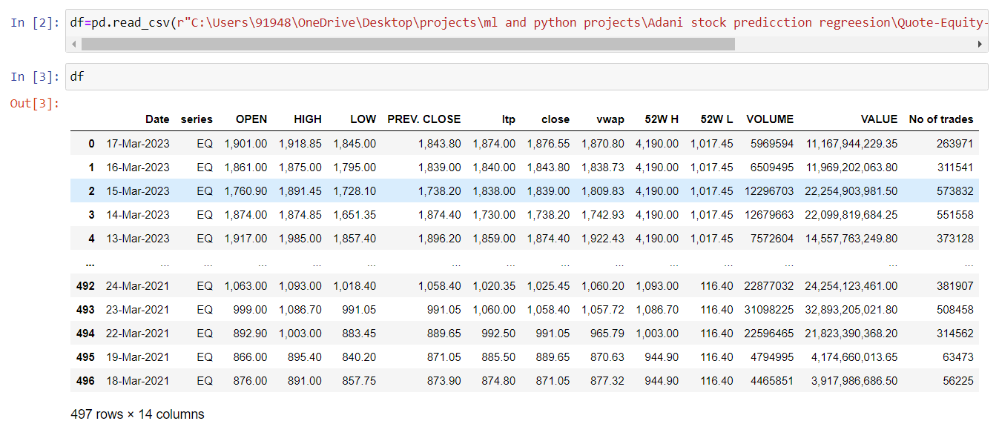 In [2]: df=pd.read_csv(r"C:\Users\91948\OneDrive\Desktop\projects\ml and python projects\Adani stock predicction regreesion\Quote-Equity-
In [3]: df
Out[3]:
Date series OPEN HIGH LOW PREV. CLOSE ltp close vwap 52W H 52W L VOLUME VALUE No of trades
0 17-Mar-2023 EQ 1,901.00 1,918.85 1,845.00 1,843.80 1,874.00 1,876.55 1,870.80 4,190.00 1,017.45 5969594 11,167,944,229.35 263971
1 16-Mar-2023 EQ 1,861.00 1,875.00 1,795.00 1,839.00 1,840.00 1,843.80 1,838.73 4,190.00 1,017.45 6509495 11,969,202,063.80 311541
2 15-Mar-2023 EQ 1,760.90 1,891.45 1,728.10 1,738.20 1,838.00 1,839.00 1,809.83 4,190.00 1,017.45 12296703 22,254,903,981.50 573832
3 14-Mar-2023 EQ 1,874.00 1,874.85 1,651.35 1,874.40 1,730.00 1,738.20 1,742.93 4,190.00 1,017.45 12679663 22,099,819,684.25 551558
4 13-Mar-2023 EQ 1,917.00 1,985.00 1,857.40 1,896.20 1,859.00 1,874.40 1,922.43 4,190.00 1,017.45 7572604 14,557,763,249.80 373128
... ... ... ... ... ... ... ... ... ... ... ... ... ... ...
492 24-Mar-2021 EQ 1,063.00 1,093.00 1,018.40 1,058.40 1,020.35 1,025.45 1,060.20 1,093.00 116.40 22877032 24,254,123,461.00 381907
493 23-Mar-2021 EQ 999.00 1,086.70 991.05 991.05 1,060.00 1,058.40 1,057.72 1,086.70 116.40 31098225 32,893,205,021.80 508458
494 22-Mar-2021 EQ 892.90 1,003.00 883.45 889.65 992.50 991.05 965.79 1,003.00 116.40 22596465 21,823,390,368.20 314562
495 19-Mar-2021 EQ 866.00 895.40 840.20 871.05 885.50 889.65 870.63 944.90 116.40 4794995 4,174,660,013.65 63473
496 18-Mar-2021 EQ 876.00 891.00 857.75 873.90 874.80 871.05 877.32 944.90 116.40 4465851 3,917,986,686.50 56225
497 rows × 14 columns